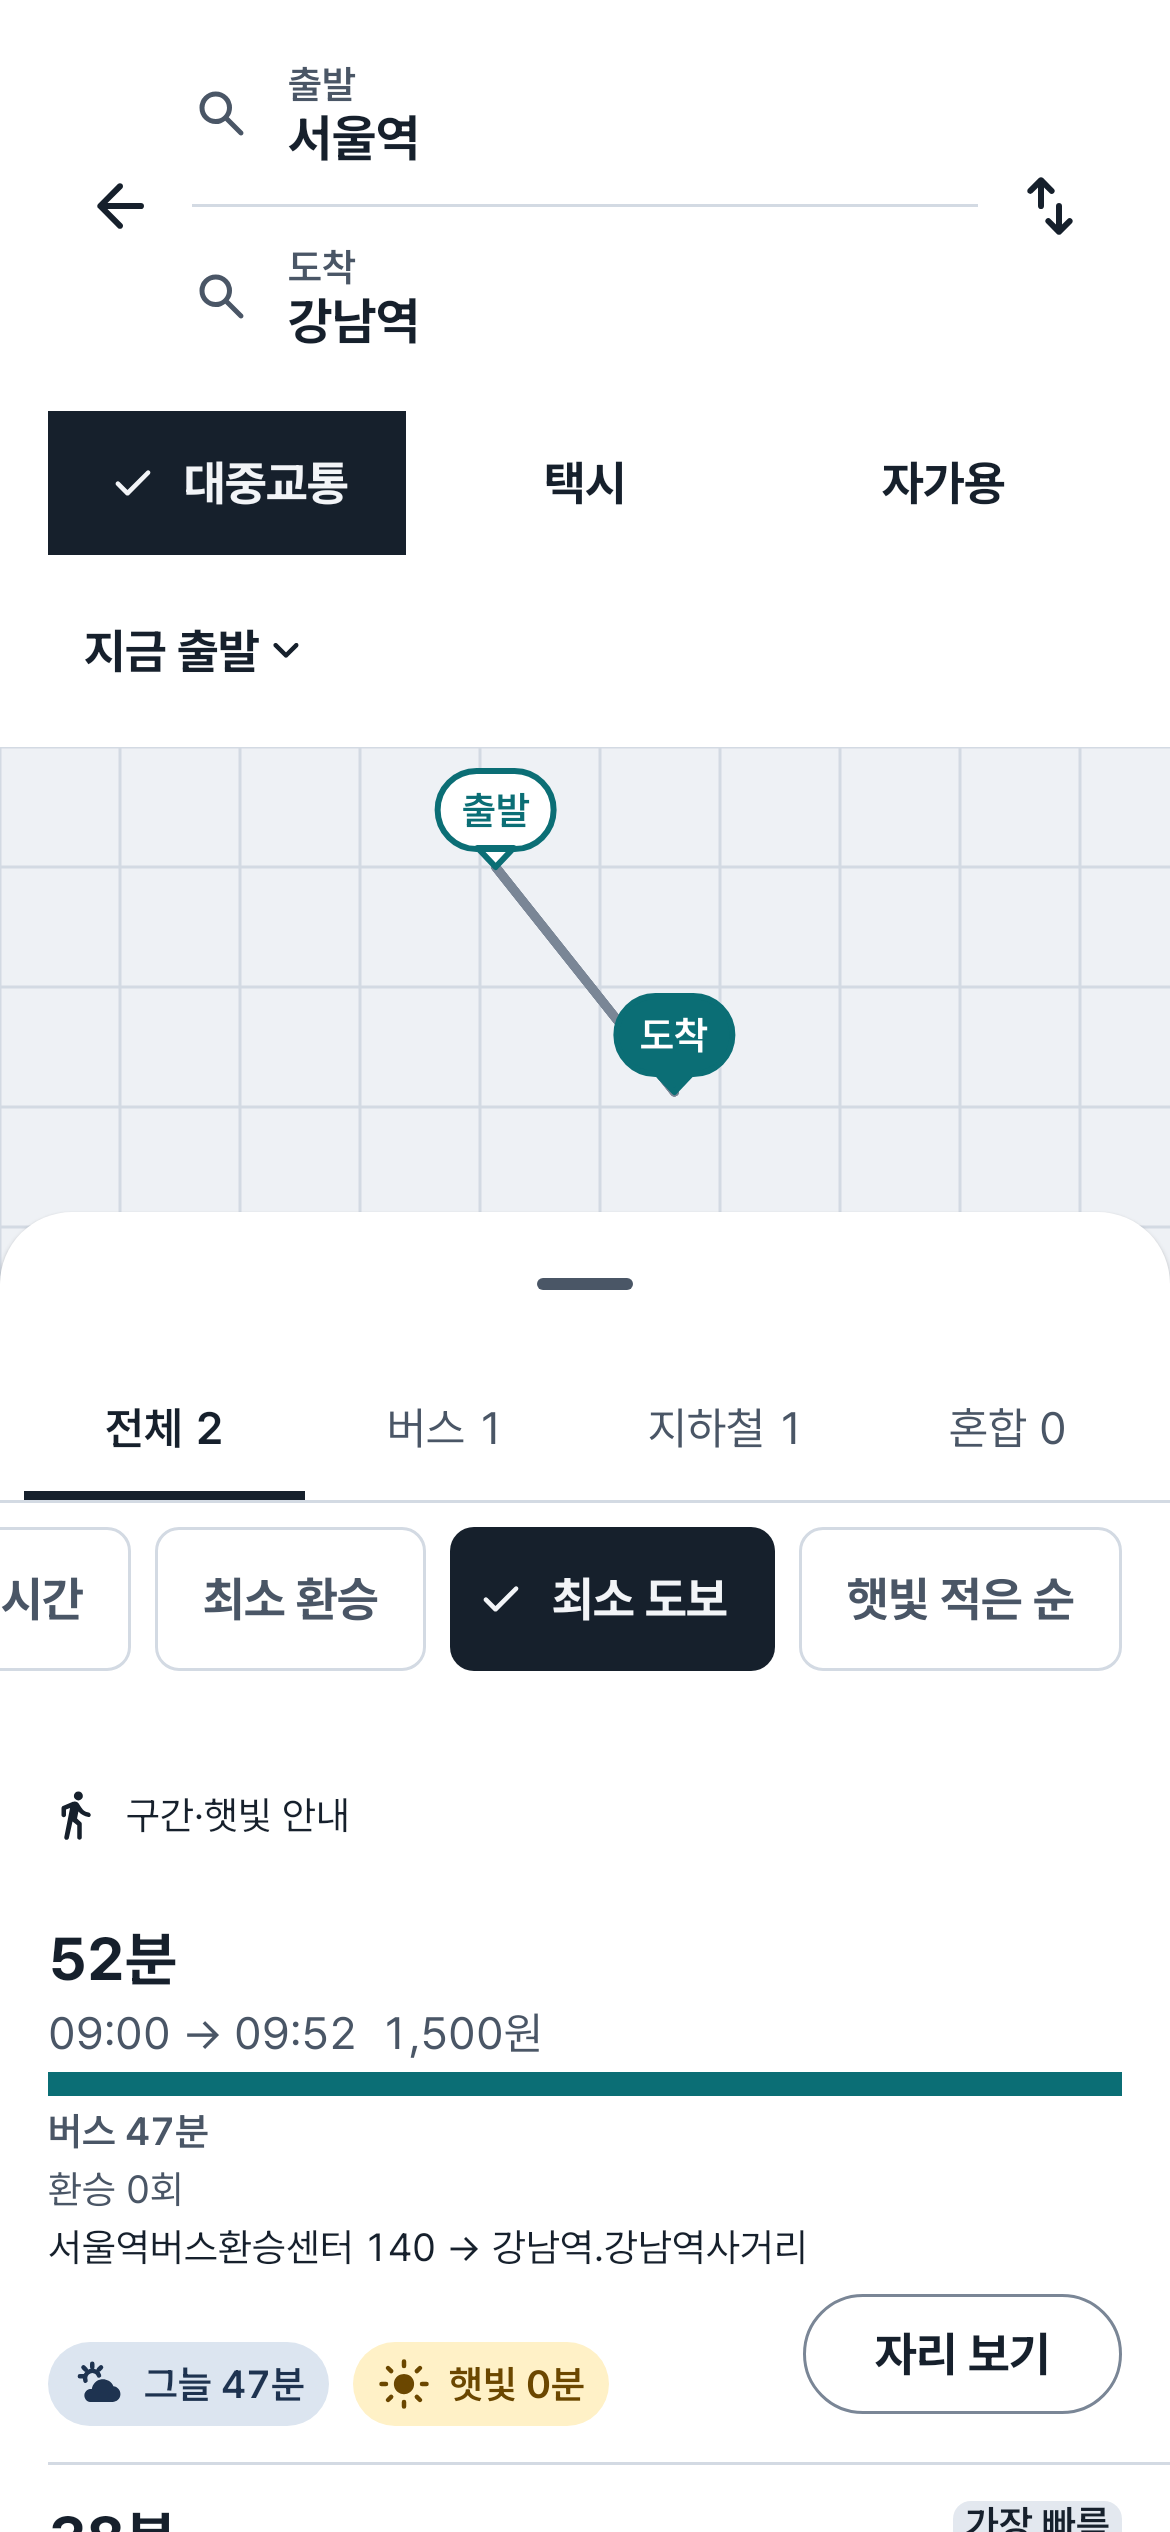 출발
서울역
도착
강남역
대중교통 택시 자가용
지금 출발
출발
도착
전체 2 버스 1 지하철 1 혼합 0
시간 최소 환승 최소 도보 햇빛 적은 순
구간·햇빛 안내
52분
09:00 → 09:52 1,500원
버스 47분
환승 0회
서울역버스환승센터 140 → 강남역.강남역사거리
자리 보기
그늘 47분 햇빛 0분
가장 빠름